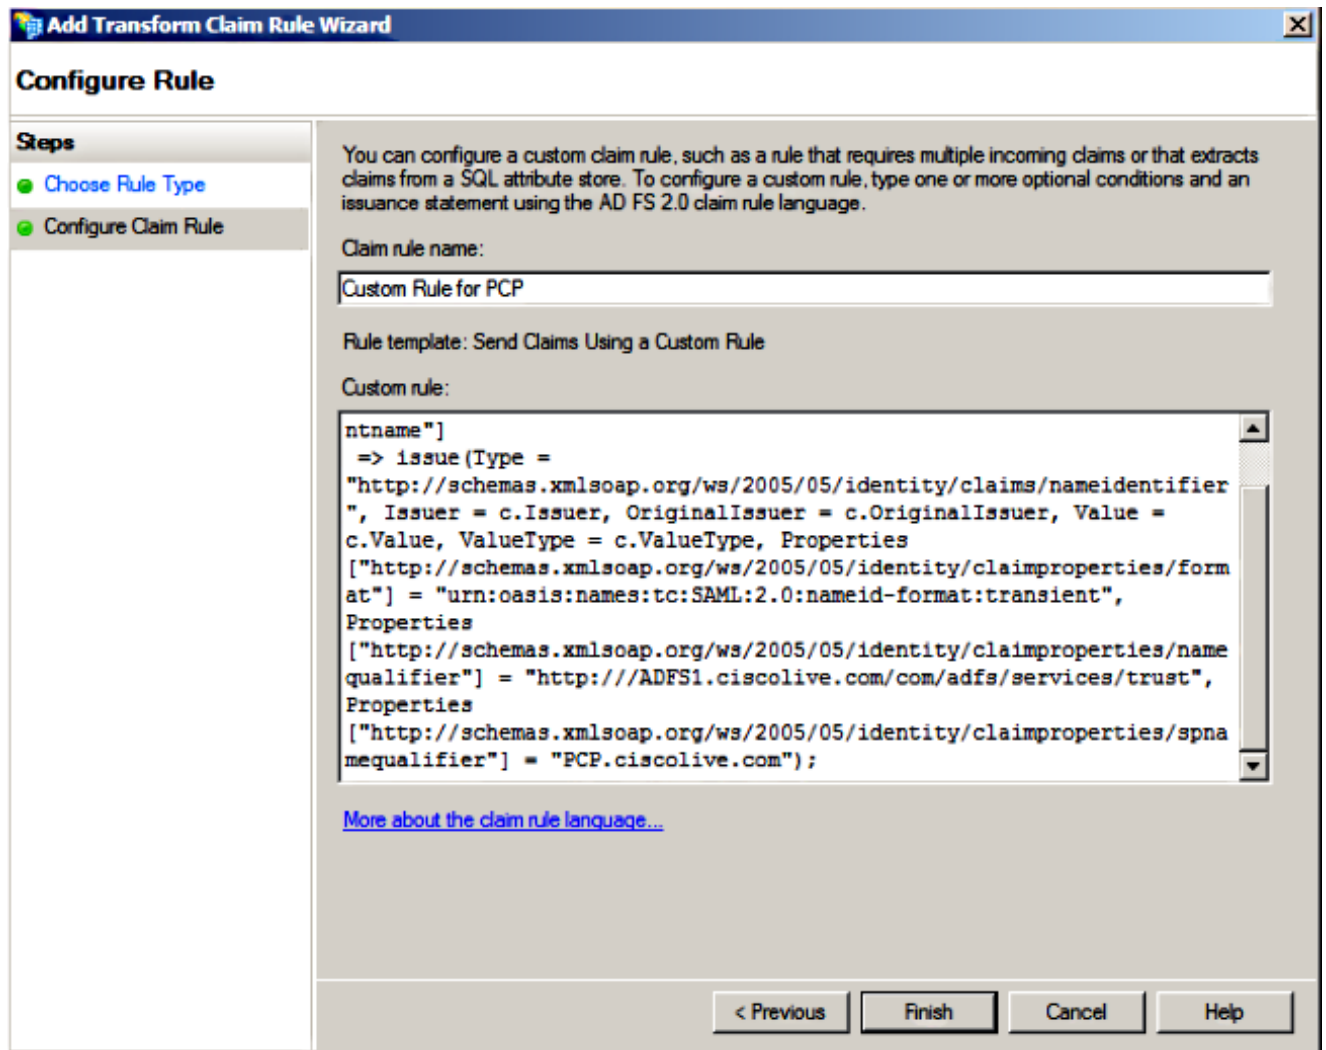 Add Transform Claim Rule Wizard
Configure Rule
Steps
Choose Rule Type
Configure Claim Rule
You can configure a custom claim rule, such as a rule that requires multiple incoming claims or that extracts
claims from a SQL attribute store. To configure a custom rule, type one or more optional conditions and an
issuance statement using the AD FS 2.0 claim rule language.
Claim rule name:
Custom Rule for PCP
Rule template: Send Claims Using a Custom Rule
Custom rule:
ntname"]
=> issue(Type =
"http://schemas.xmlsoap.org/ws/2005/05/identity/claims/nameidentifier
", Issuer = c.Issuer, OriginalIssuer = c.OriginalIssuer, Value =
c.Value, ValueType = c.ValueType, Properties
["http://schemas.xmlsoap.org/ws/2005/05/identity/claimproperties/form
at"] = "urn:oasis:names:tc:SAML:2.0:nameid-format:transient",
Properties
["http://schemas.xmlsoap.org/ws/2005/05/identity/claimproperties/name
qualifier"] = "http:///ADFS1.ciscolive.com/com/adfs/services/trust",
Properties
["http://schemas.xmlsoap.org/ws/2005/05/identity/claimproperties/spna
mequalifier"] = "PCP.ciscolive.com");
More about the claim rule language...
< Previous
Finish
Cancel
Help